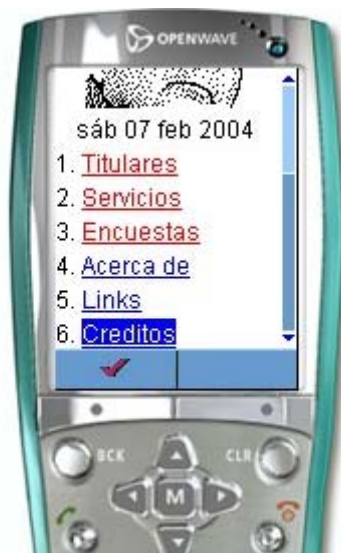 OPENWAVE
sáb 07 feb 2004
1. Titulares
2. Servicios
3. Encuestas
4. Acerca de
5. Links
6. Creditos
BCK
CLR
M